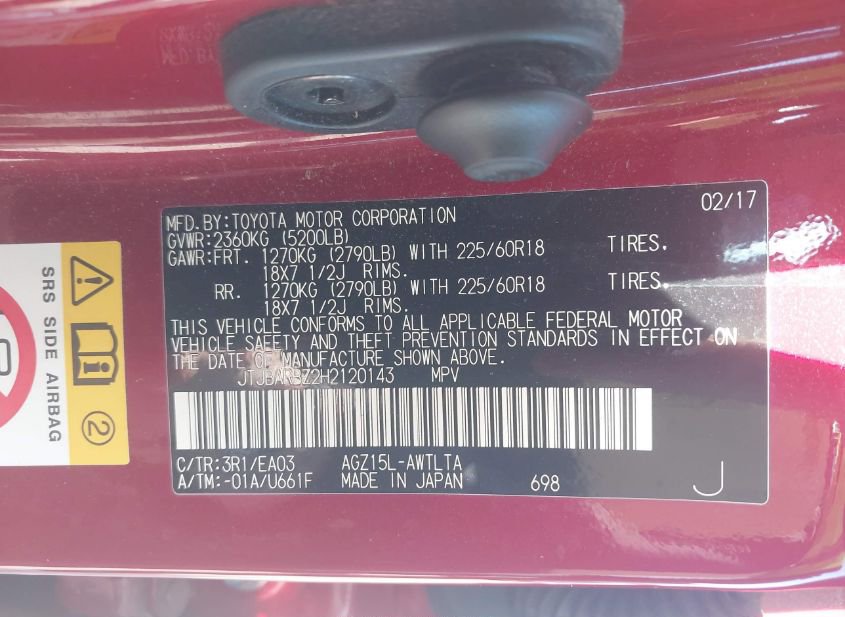 02/17
MFD.BY:TOYOTA MOTOR CORPORATION
GVWR:2360KG (5200LB)
GAWR:FRT. 1270KG (2790LB) WITH 225/60R18 TIRES.
18X7 1/2J RIMS.
RR. 1270KG (2790LB) WITH 225/60R18 TIRES.
18X7 1/2J RIMS.
THIS VEHICLE CONFORMS TO ALL APPLICABLE FEDERAL MOTOR
VEHICLE SAFETY AND THEFT PREVENTION STANDARDS IN EFFECT ON
THE DATE OF MANUFACTURE SHOWN ABOVE.
JTJBARBZ2H2120143 MPV
C/TR:3R1/EA03 AGZ15L-AWTLTA
A/TM:-01A/U661F MADE IN JAPAN 698 J
SRS SIDE AIRBAG
2